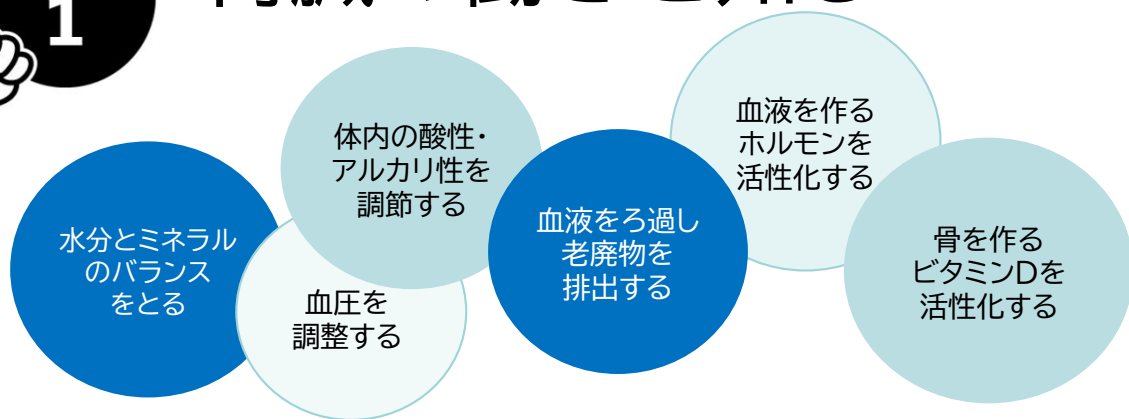 1
水分とミネラル
のバランス
をとる
血圧を
調整する
体内の酸性・
アルカリ性を
調節する
血液をろ過し
老廃物を
排出する
血液を作る
ホルモンを
活性化する
骨を作る
ビタミンDを
活性化する